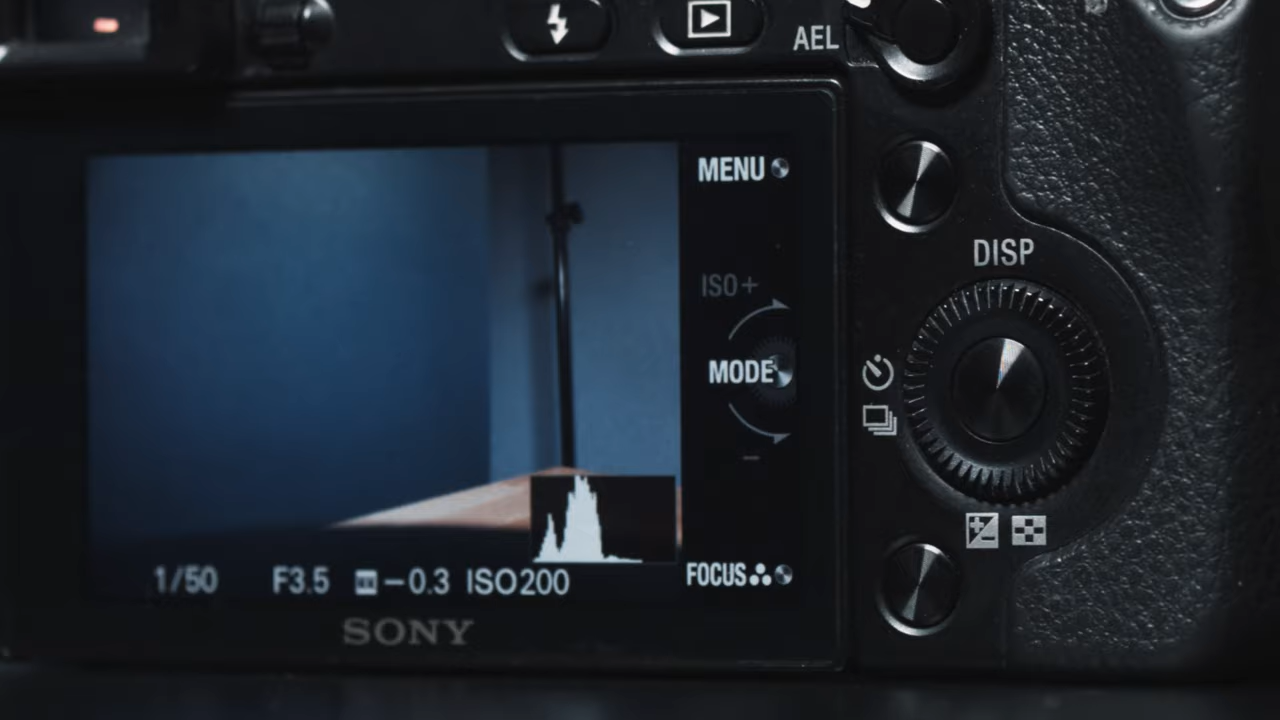 AEL
MENU
DISP
ISO+
MODE
−
1/50 F3.5 −0.3 ISO200
FOCUS
SONY